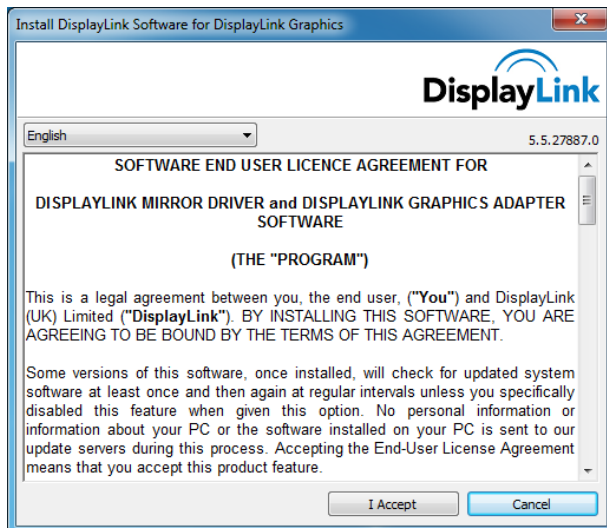 Install DisplayLink Software for DisplayLink Graphics
DisplayLink
English
5.5.27887.0
SOFTWARE END USER LICENCE AGREEMENT FOR
DISPLAYLINK MIRROR DRIVER and DISPLAYLINK GRAPHICS ADAPTER
SOFTWARE
(THE "PROGRAM")
This is a legal agreement between you, the end user, ("You") and DisplayLink
(UK) Limited ("DisplayLink"). BY INSTALLING THIS SOFTWARE, YOU ARE
AGREEING TO BE BOUND BY THE TERMS OF THIS AGREEMENT.
Some versions of this software, once installed, will check for updated system
software at least once and then again at regular intervals unless you specifically
disabled this feature when given this option. No personal information or
information about your PC or the software installed on your PC is sent to our
update servers during this process. Accepting the End-User License Agreement
means that you accept this product feature.
I Accept
Cancel